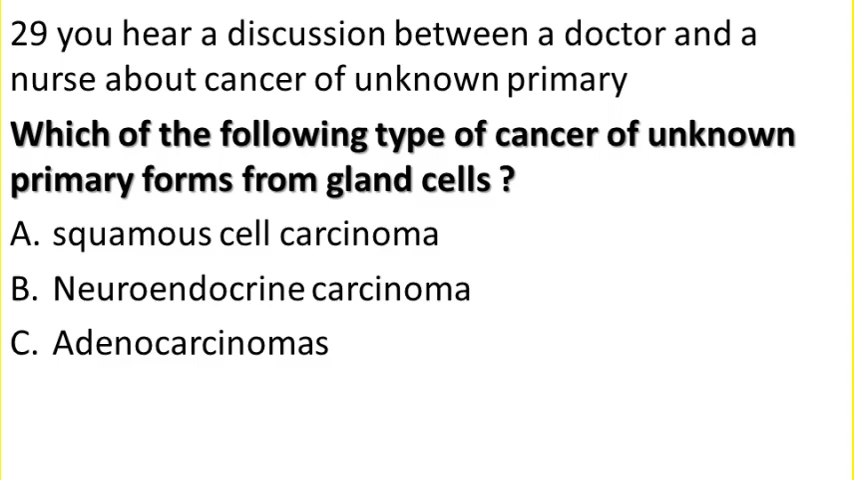 29 you hear a discussion between a doctor and a
nurse about cancer of unknown primary
Which of the following type of cancer of unknown
primary forms from gland cells ?
A. squamous cell carcinoma
B. Neuroendocrine carcinoma
C. Adenocarcinomas